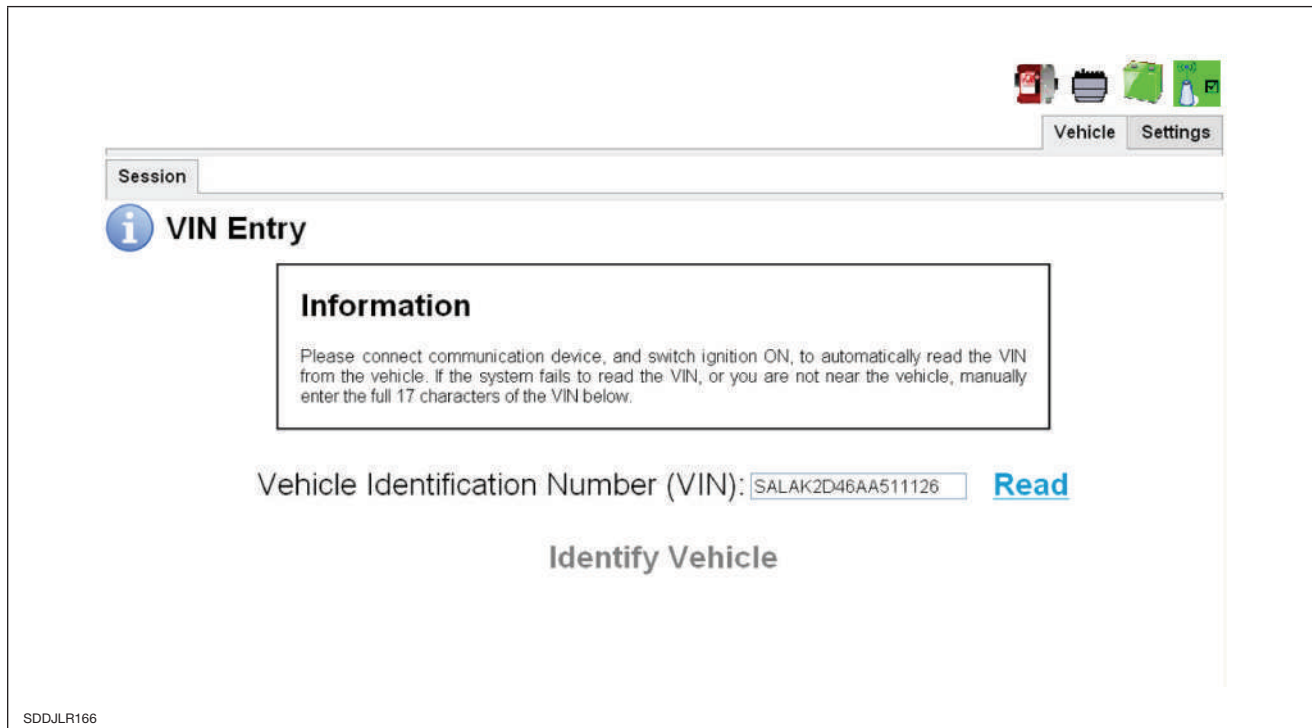 Vehicle Settings
Session
VIN Entry
Information
Please connect communication device, and switch ignition ON, to automatically read the VIN
from the vehicle. If the system fails to read the VIN, or you are not near the vehicle, manually
enter the full 17 characters of the VIN below.
Vehicle Identification Number (VIN): SALAK2D46AA511126 Read
Identify Vehicle
SDDJLR166